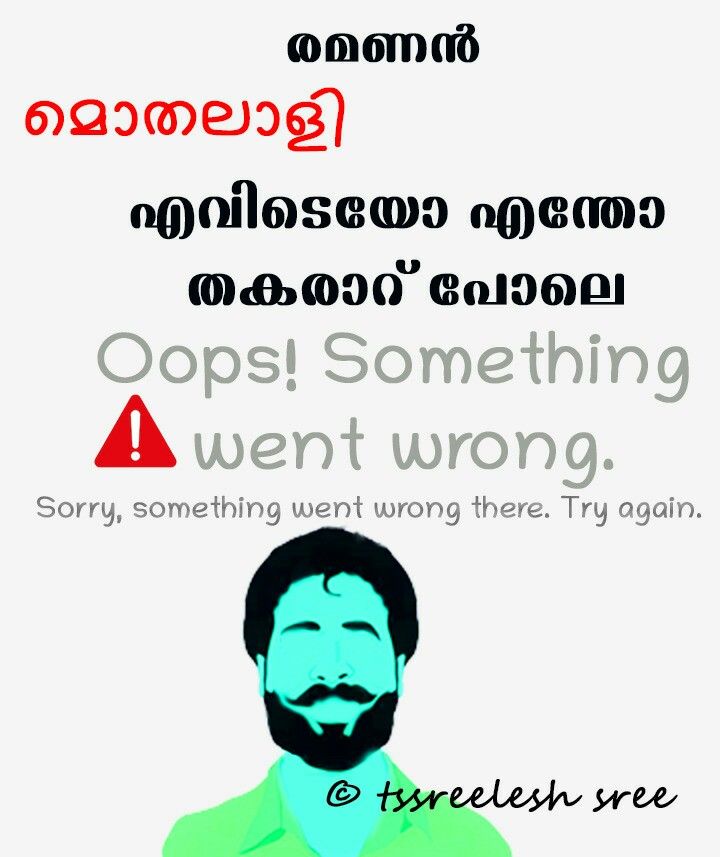 രമണൻ
മൊതലാളി
എവിടെയോ എന്തോ
തകരാറ് പോലെ
Oops! Something
went wrong.
Sorry, something went wrong there. Try again.
© tssreelesh sree